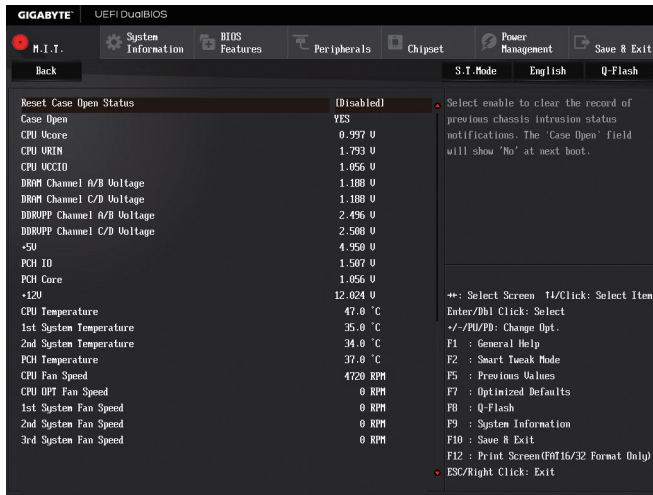 GIGABYTE™ UEFI DualBIOS
M.I.T. System Information BIOS Features Peripherals Chipset Power Management Save & Exit
Back S.T.Mode English Q-Flash
Reset Case Open Status [Disabled]
Case Open YES
CPU Vcore 0.997 V
CPU VRIN 1.793 V
CPU VCCIO 1.056 V
DRAM Channel A/B Voltage 1.188 V
DRAM Channel C/D Voltage 1.188 V
DDRVPP Channel A/B Voltage 2.496 V
DDRVPP Channel C/D Voltage 2.508 V
+5V 4.950 V
PCH IO 1.507 V
PCH Core 1.056 V
+12V 12.024 V
CPU Temperature 47.0 °C
1st System Temperature 35.0 °C
2nd System Temperature 34.0 °C
PCH Temperature 37.0 °C
CPU Fan Speed 4720 RPM
CPU OPT Fan Speed 0 RPM
1st System Fan Speed 0 RPM
2nd System Fan Speed 0 RPM
3rd System Fan Speed 0 RPM
Select enable to clear the record of
previous chassis intrusion status
notifications. The 'Case Open' field
will show 'No' at next boot.
→←: Select Screen ↑↓/Click: Select Item
Enter/Dbl Click: Select
+/-/PU/PD: Change Opt.
F1 : General Help
F2 : Smart Tweak Mode
F5 : Previous Values
F7 : Optimized Defaults
F8 : Q-Flash
F9 : System Information
F10 : Save & Exit
F12 : Print Screen(FAT16/32 Format Only)
ESC/Right Click: Exit